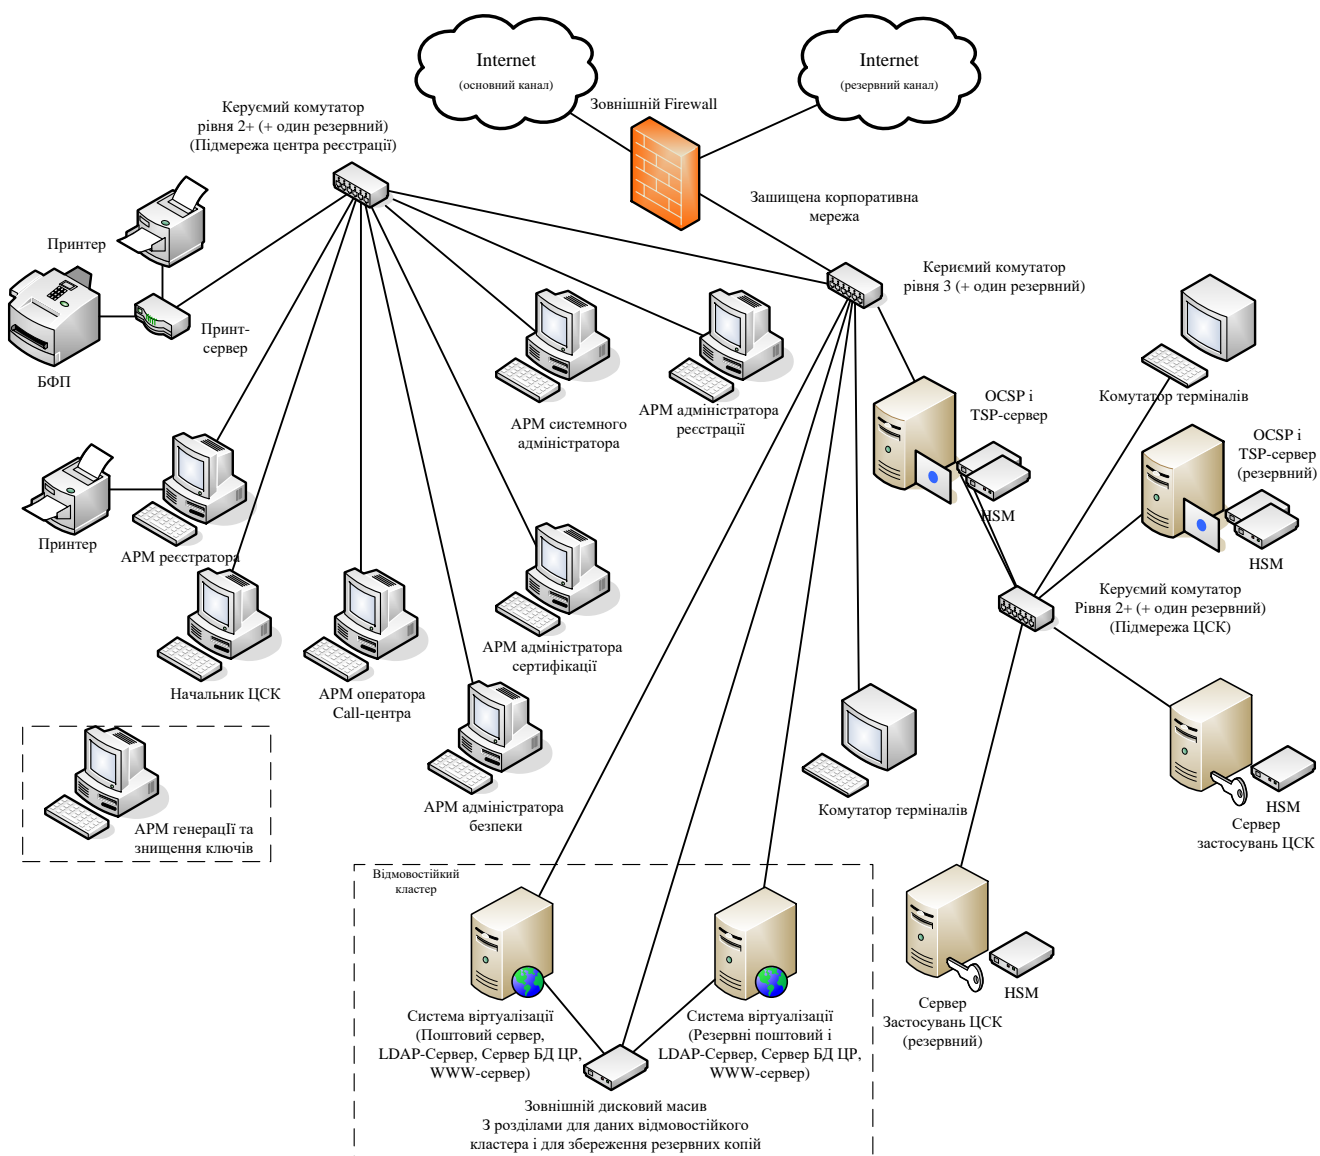 Internet
(основний канал)
Internet
(резервний канал)
Зовнішній Firewall
Керуємий комутатор
рівня 2+ (+ один резервний)
(Підмережа центра реєстрації)
Зашищена корпоративна
мережа
Принтер
Кериємий комутатор
рівня 3 (+ один резервний)
Принт-
сервер
БФП
Комутатор терміналів
OCSP і
TSP-сервер
АРМ системного
адміністратора
АРМ адміністратора
реєстрації
OCSP і
TSP-сервер
(резервний)
HSM
Принтер
АРМ реєстратора
HSM
Керуємий комутатор
Рівня 2+ (+ один резервний)
(Підмережа ЦСК)
АРМ адміністратора
сертифікації
Начальник ЦСК
АРМ оператора
Call-центра
АРМ адміністратора
безпеки
Комутатор терміналів
HSM
Сервер
застосувань ЦСК
АРМ генерації та
знищення ключів
Відмовостійкий
кластер
HSM
Сервер
Застосувань ЦСК
(резервний)
Система віртуалізації
(Поштовий сервер,
LDAP-Сервер, Сервер БД ЦР,
WWW-сервер)
Система віртуалізації
(Резервні поштовий і
LDAP-Сервер, Сервер БД ЦР,
WWW-сервер)
Зовнішній дисковий масив
З розділами для даних відмовостійкого
кластера і для збереження резервних копій